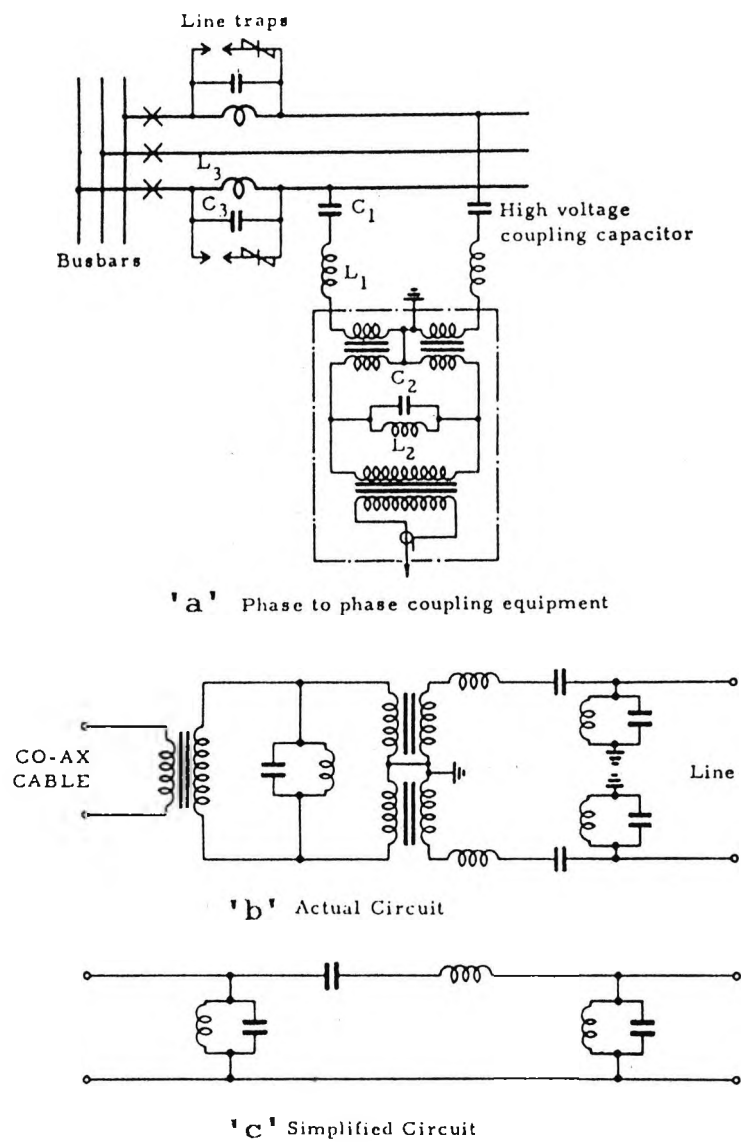 Line traps
L3
C3
C1
High voltage
coupling capacitor
Busbars
L1
C2
L2
'a' Phase to phase coupling equipment
CO-AX
CABLE
Line
'b' Actual Circuit
'c' Simplified Circuit